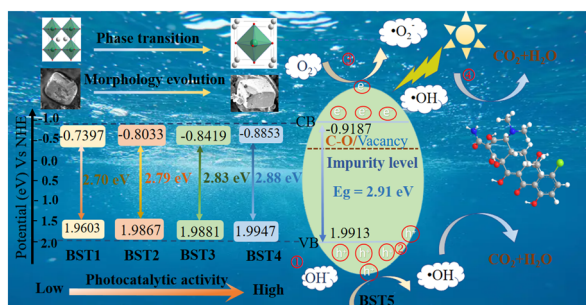 Phase transition
Morphology evolution
Potential (eV) Vs NHE
-1.0
-0.5
0.0
0.5
1.0
1.5
2.0
-0.7397
-0.8033
-0.8419
-0.8853
2.70 eV
2.79 eV
2.83 eV
2.88 eV
1.9603
1.9867
1.9881
1.9947
BST1
BST2
BST3
BST4
Low
Photocatalytic activity
High
O₂
•O₂
③
e⁻
•OH
CB
e⁻ e⁻ e⁻
-0.9187
C-O/Vacancy
Impurity level
Eg = 2.91 eV
1.9913
VB
h⁺
②
①
h⁺ h⁺ h⁺
OH⁻
h⁺
•OH
BST5
④
CO₂+H₂O
CO₂+H₂O